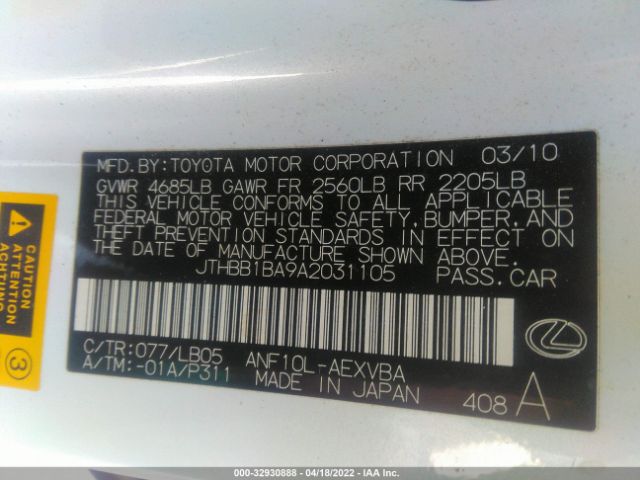 MFD. BY: TOYOTA MOTOR CORPORATION 03/10
GVWR 4685LB GAWR FR 2560LB RR 2205LB
THIS VEHICLE CONFORMS TO ALL APPLICABLE
FEDERAL MOTOR VEHICLE SAFETY, BUMPER, AND
THEFT PREVENTION STANDARDS IN EFFECT ON
THE DATE OF MANUFACTURE SHOWN ABOVE.
JTHBB1BA9A2031105 PASS.CAR
C/TR: 077/LB05 ANF10L-AEXVBA
A/TM: -01A/P311 MADE IN JAPAN
408 A
CAUTION
ATTENTION
ACHTUNG
3
000-32930888 - 04/18/2022 - IAA Inc.